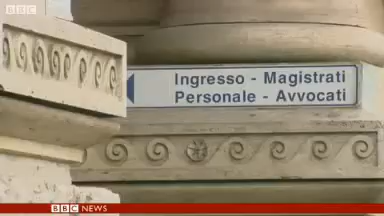 BBC
Ingresso - Magistrati
Personale - Avvocati
BBC NEWS